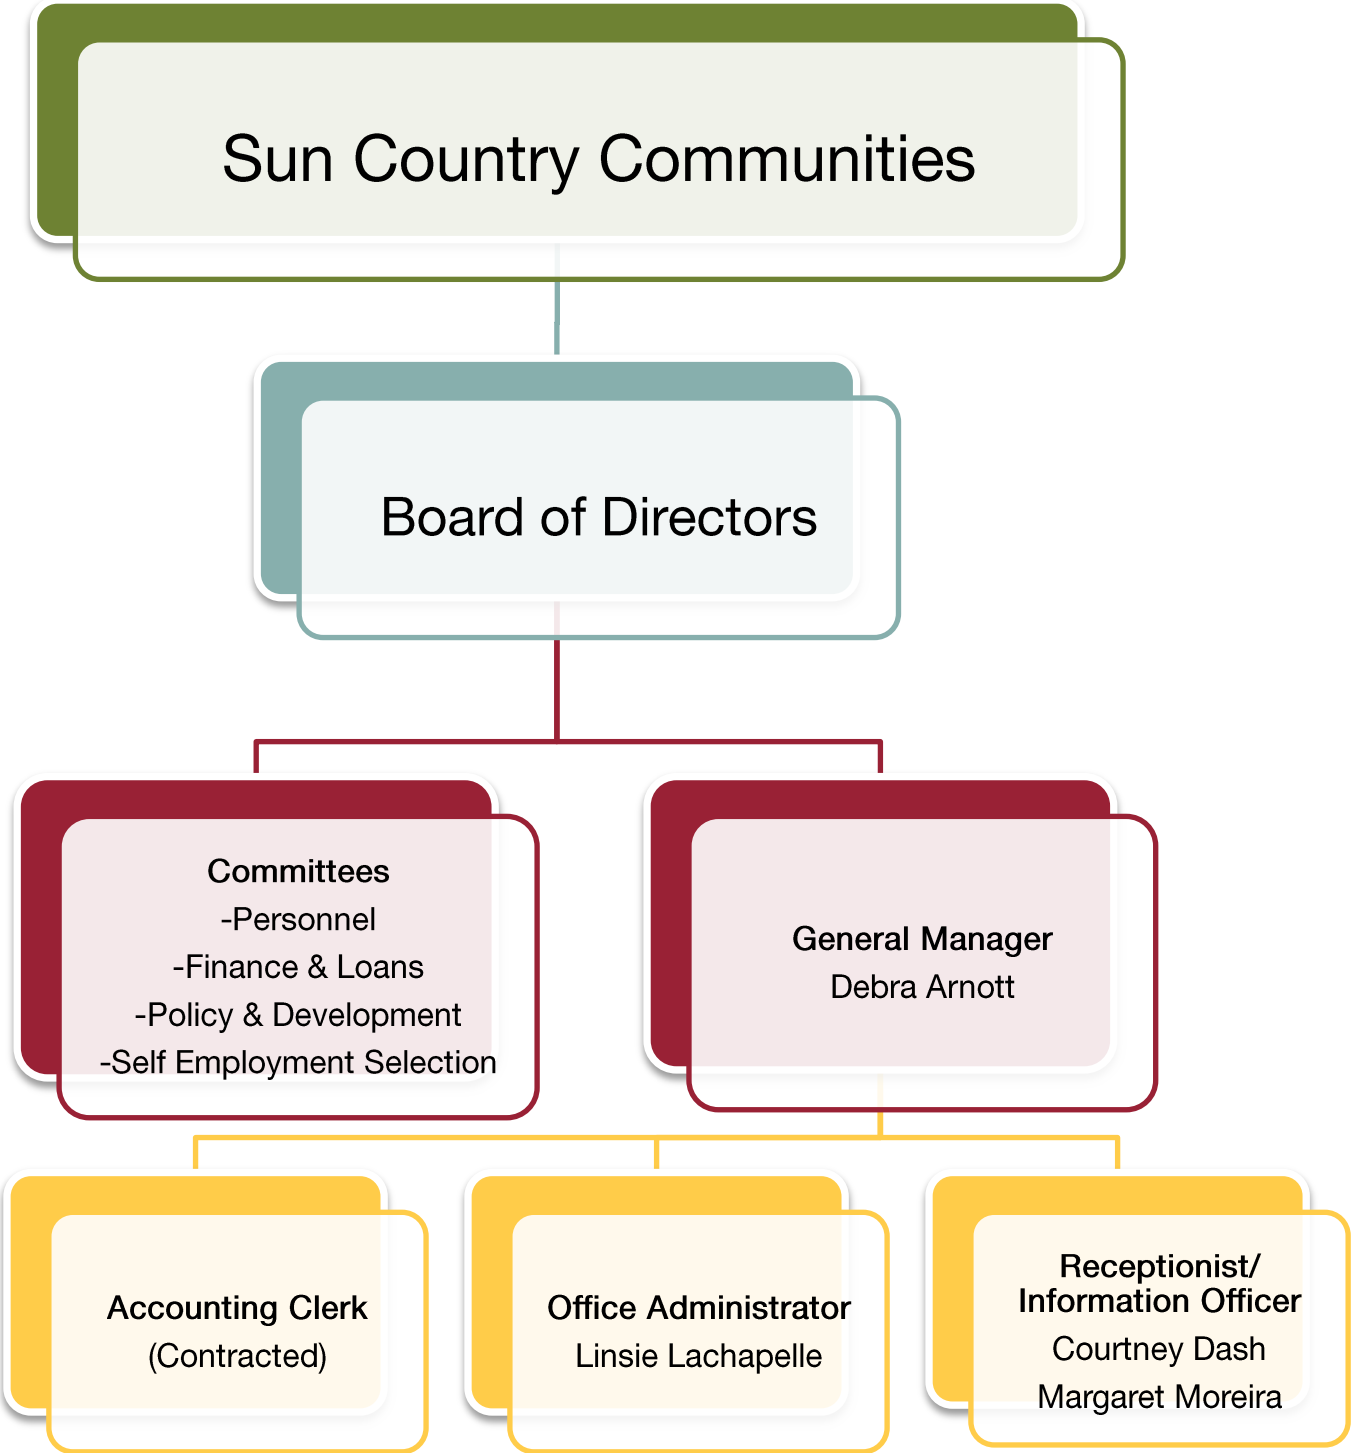 Sun Country Communities
Board of Directors
Committees
-Personnel
-Finance & Loans
-Policy & Development
-Self Employment Selection
General Manager
Debra Arnott
Accounting Clerk
(Contracted)
Office Administrator
Linsie Lachapelle
Receptionist/
Information Officer
Courtney Dash
Margaret Moreira